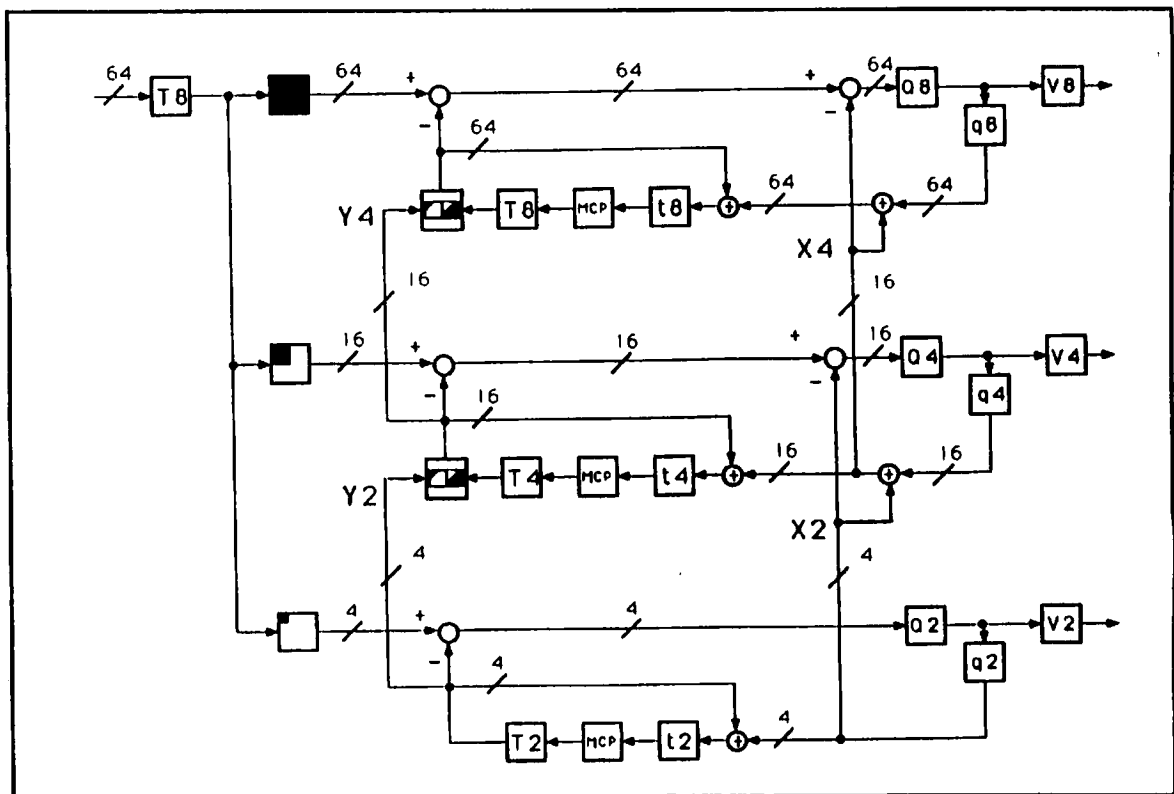 64 T8 64 + 64 + 64 Q8 V8
- 64 - q8
Y4 T8 MCP t8 + 64 + 64
X4
16 16
16 + 16 + 16 Q4 V4
- 16 - q4
Y2 T4 MCP t4 + 16 + 16
X2
4 4
4 + 4 Q2 V2
- 4 q2
T2 MCP t2 + 4